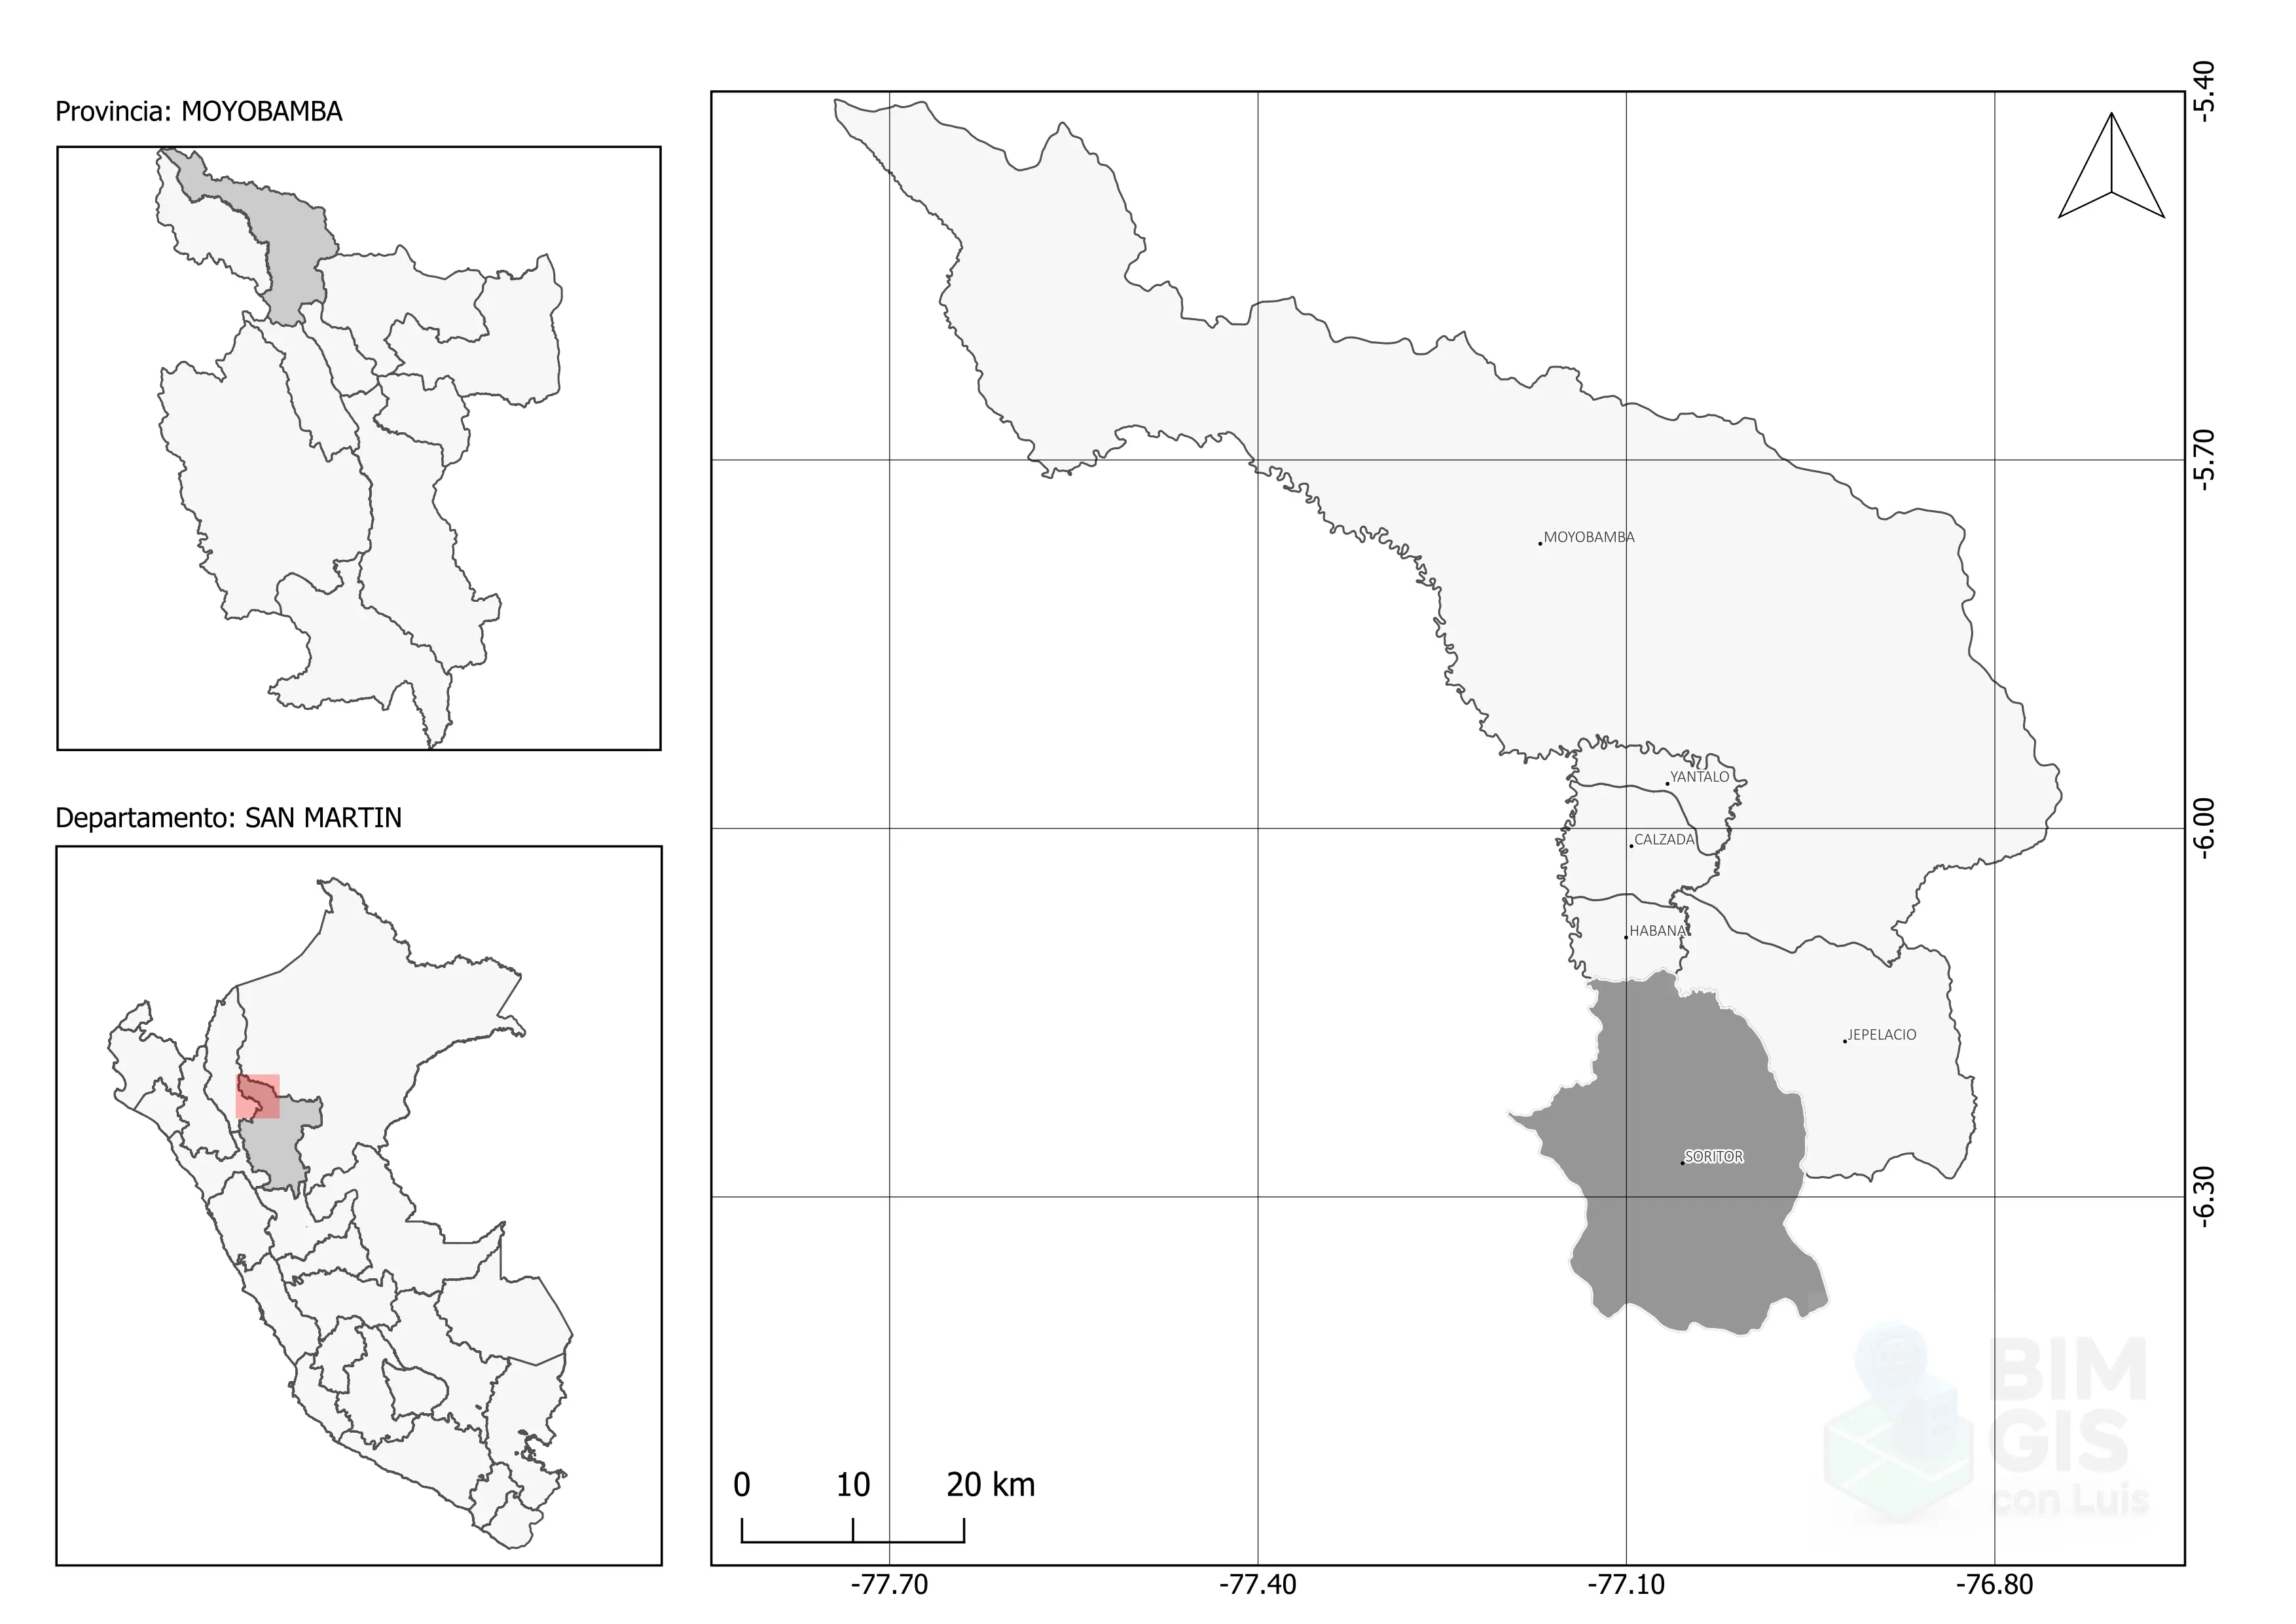 Provincia: MOYOBAMBA
Departamento: SAN MARTIN
-5.40
-5.70
-6.00
-6.30
MOYOBAMBA
YANTALO
CALZADA
HABANA
JEPELACIO
SORITOR
0 10 20 km
BIM
GIS
con Luis
-77.70 -77.40 -77.10 -76.80